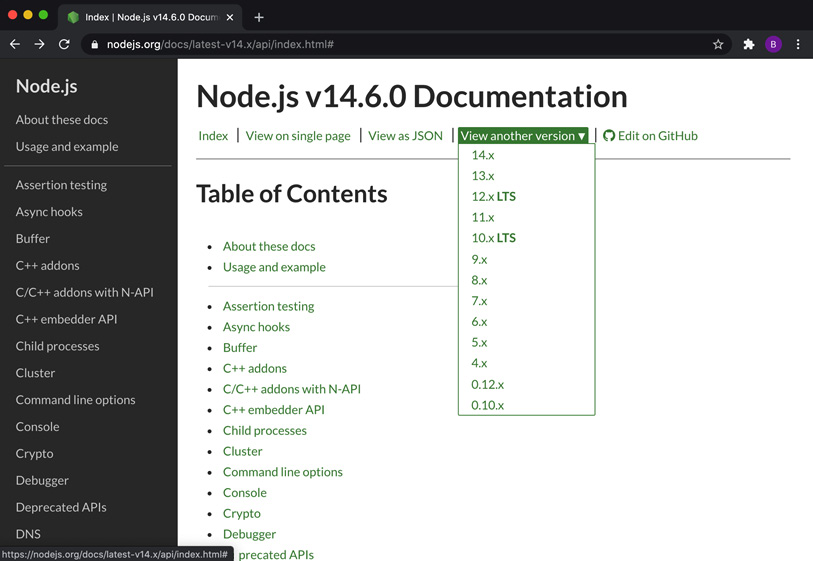 Index | Node.js v14.6.0 Docum
nodejs.org/docs/latest-v14.x/api/index.html#
B
Node.js
About these docs
Usage and example
Assertion testing
Async hooks
Buffer
C++ addons
C/C++ addons with N-API
C++ embedder API
Child processes
Cluster
Command line options
Console
Crypto
Debugger
Deprecated APIs
DNS
https://nodejs.org/docs/latest-v14.x/api/index.html#
Node.js v14.6.0 Documentation
Index | View on single page | View as JSON | View another version ▼ | Edit on GitHub
14.x
13.x
12.x LTS
11.x
10.x LTS
9.x
8.x
7.x
6.x
5.x
4.x
0.12.x
0.10.x
Table of Contents
• About these docs
• Usage and example
• Assertion testing
• Async hooks
• Buffer
• C++ addons
• C/C++ addons with N-API
• C++ embedder API
• Child processes
• Cluster
• Command line options
• Console
• Crypto
• Debugger
precated APIs